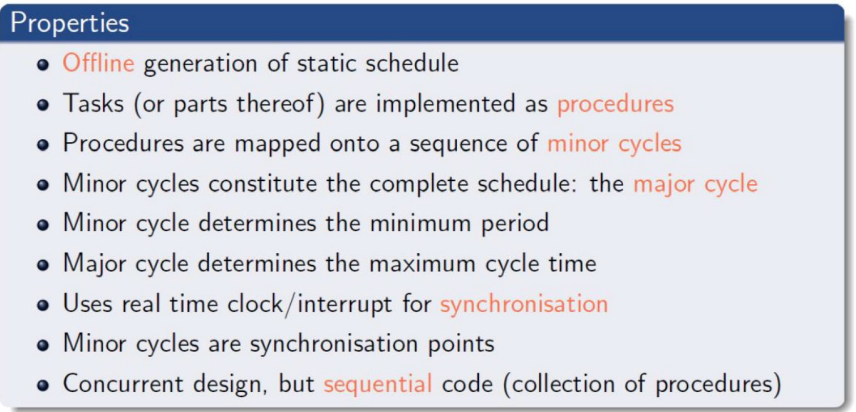 Properties
Offline generation of static schedule
Tasks (or parts thereof) are implemented as procedures
Procedures are mapped onto a sequence of minor cycles
Minor cycles constitute the complete schedule: the major cycle
Minor cycle determines the minimum period
Major cycle determines the maximum cycle time
Uses real time clock/interrupt for synchronisation
Minor cycles are synchronisation points
Concurrent design, but sequential code (collection of procedures)